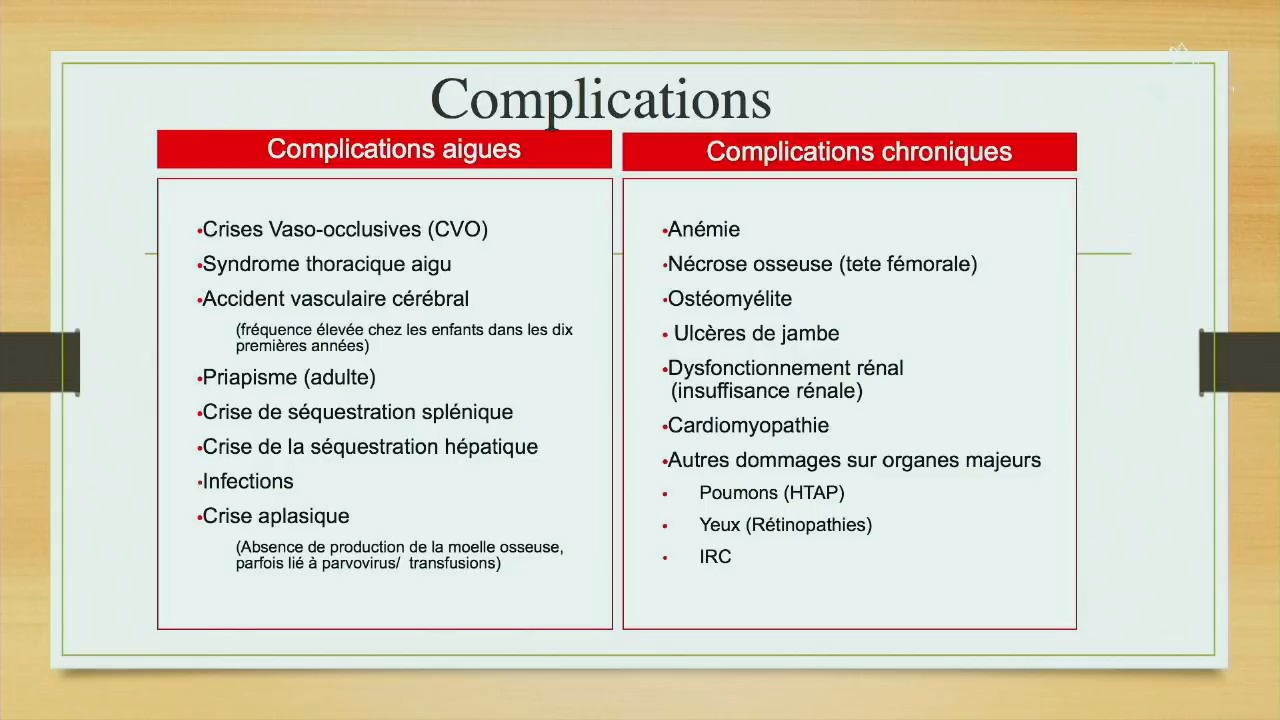 Complications
Complications aigues
•Crises Vaso-occlusives (CVO)
•Syndrome thoracique aigu
•Accident vasculaire cérébral
(fréquence élevée chez les enfants dans les dix
premières années)
•Priapisme (adulte)
•Crise de séquestration splénique
•Crise de la séquestration hépatique
•Infections
•Crise aplasique
(Absence de production de la moelle osseuse,
parfois lié à parvovirus/ transfusions)
Complications chroniques
•Anémie
•Nécrose osseuse (tete fémorale)
•Ostéomyélite
• Ulcères de jambe
•Dysfonctionnement rénal
(insuffisance rénale)
•Cardiomyopathie
•Autres dommages sur organes majeurs
• Poumons (HTAP)
• Yeux (Rétinopathies)
• IRC